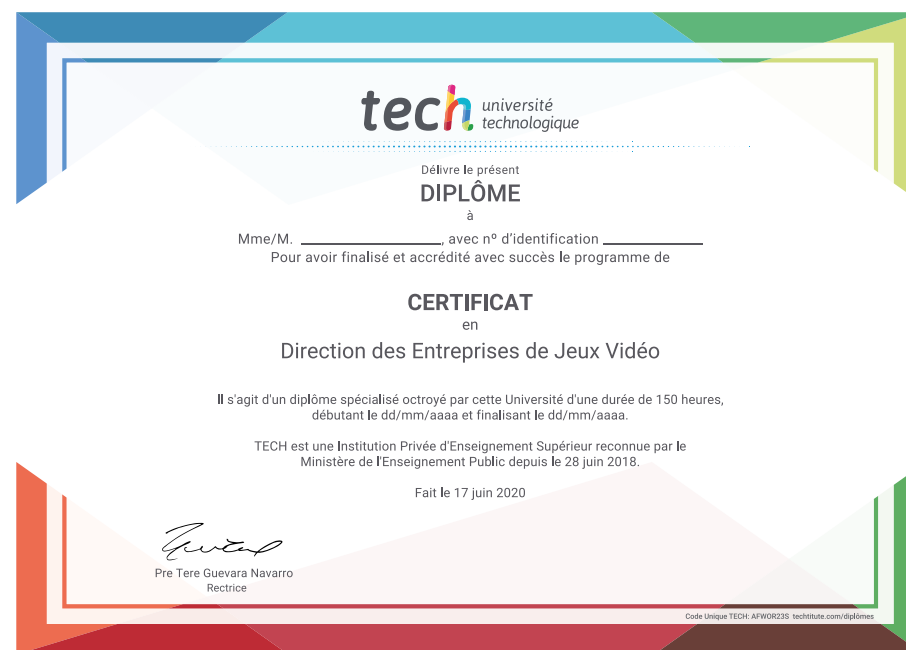 tech université
technologique
Délivre le présent
DIPLÔME
à
Mme/M. ____________________, avec nº d'identification ______________
Pour avoir finalisé et accrédité avec succès le programme de
CERTIFICAT
en
Direction des Entreprises de Jeux Vidéo
Il s'agit d'un diplôme spécialisé octroyé par cette Université d'une durée de 150 heures,
débutant le dd/mm/aaaa et finalisant le dd/mm/aaaa.
TECH est une Institution Privée d'Enseignement Supérieur reconnue par le
Ministère de l'Enseignement Public depuis le 28 juin 2018.
Fait le 17 juin 2020
Pre Tere Guevara Navarro
Rectrice
Code Unique TECH: AFWOR23S techtitute.com/diplômes